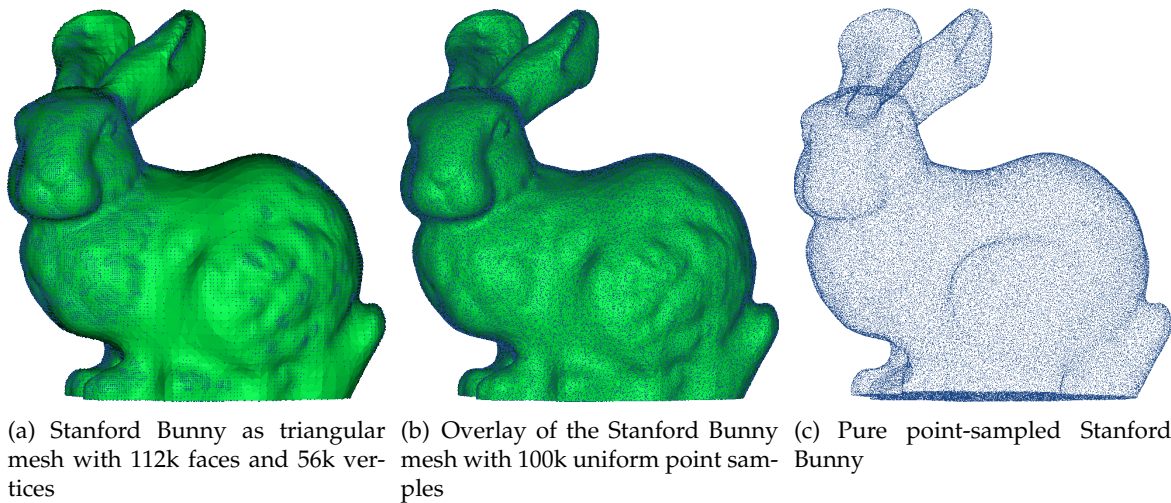 (a) Stanford Bunny as triangular
mesh with 112k faces and 56k ver-
tices
(b) Overlay of the Stanford Bunny
mesh with 100k uniform point sam-
ples
(c) Pure point-sampled Stanford
Bunny